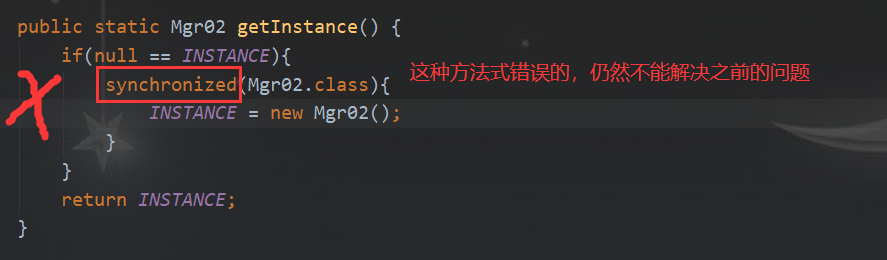 public static Mgr02 getInstance() {
if(null == INSTANCE){
synchronized(Mgr02.class){ 这种方法式错误的，仍然不能解决之前的问题
INSTANCE = new Mgr02();
}
}
return INSTANCE;
}